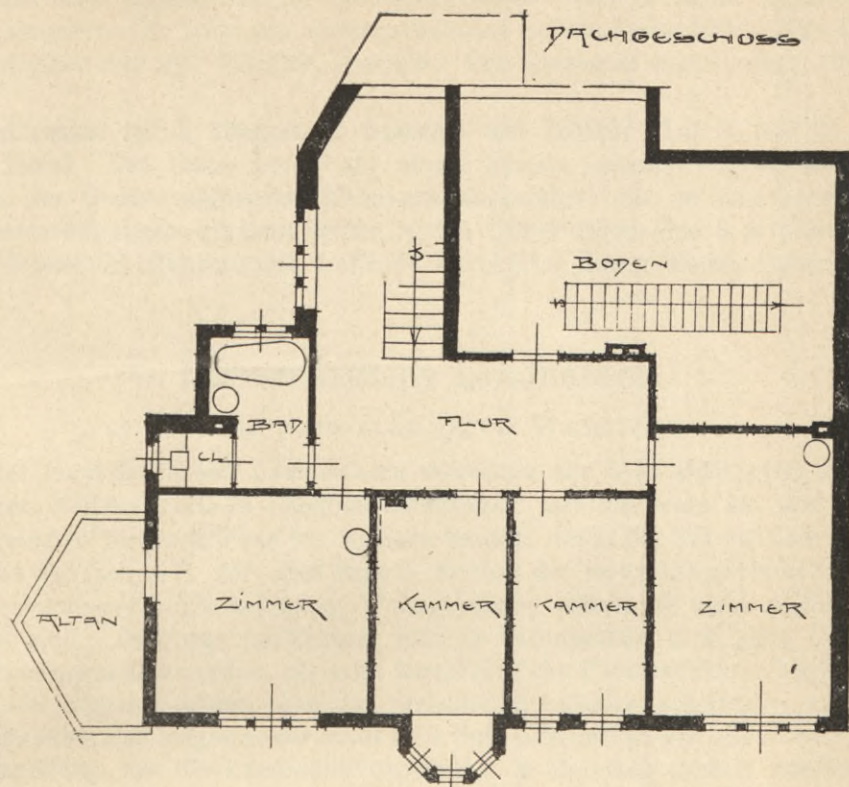 DACHGESCHOSS
BODEN
BAD
FLUR
CL
ALTAN
ZIMMER
KAMMER
KAMMER
ZIMMER